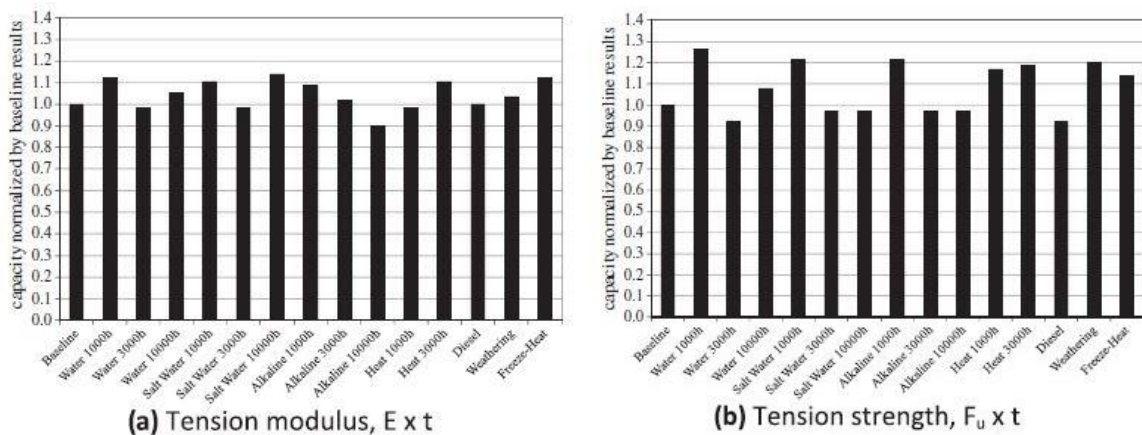 capacity normalized by baseline results
1.4
1.3
1.2
1.1
1.0
0.9
0.8
0.7
0.6
0.5
0.4
0.3
0.2
0.1
0.0
Baseline
Water 1000h
Water 3000h
Water 10000h
Salt Water 1000h
Salt Water 3000h
Salt Water 10000h
Alkaline 1000h
Alkaline 3000h
Alkaline 10000h
Heat 1000h
Heat 3000h
Diesel
Weathering
Freeze-Heat
(a) Tension modulus, E x t
capacity normalized by baseline results
1.4
1.3
1.2
1.1
1.0
0.9
0.8
0.7
0.6
0.5
0.4
0.3
0.2
0.1
0.0
Baseline
Water 1000h
Water 3000h
Water 10000h
Salt Water 1000h
Salt Water 3000h
Salt Water 10000h
Alkaline 1000h
Alkaline 3000h
Alkaline 10000h
Heat 1000h
Heat 3000h
Diesel
Weathering
Freeze-Heat
(b) Tension strength, Fu x t